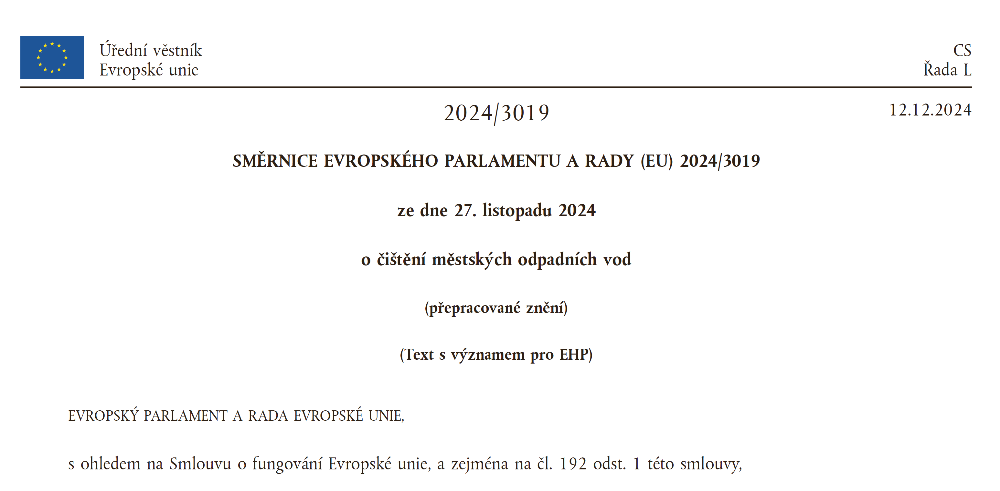 Úřední věstník
Evropské unie
CS
Řada L
2024/3019
12.12.2024
SMĚRNICE EVROPSKÉHO PARLAMENTU A RADY (EU) 2024/3019
ze dne 27. listopadu 2024
o čištění městských odpadních vod
(přepracované znění)
(Text s významem pro EHP)
EVROPSKÝ PARLAMENT A RADA EVROPSKÉ UNIE,
s ohledem na Smlouvu o fungování Evropské unie, a zejména na čl. 192 odst. 1 této smlouvy,